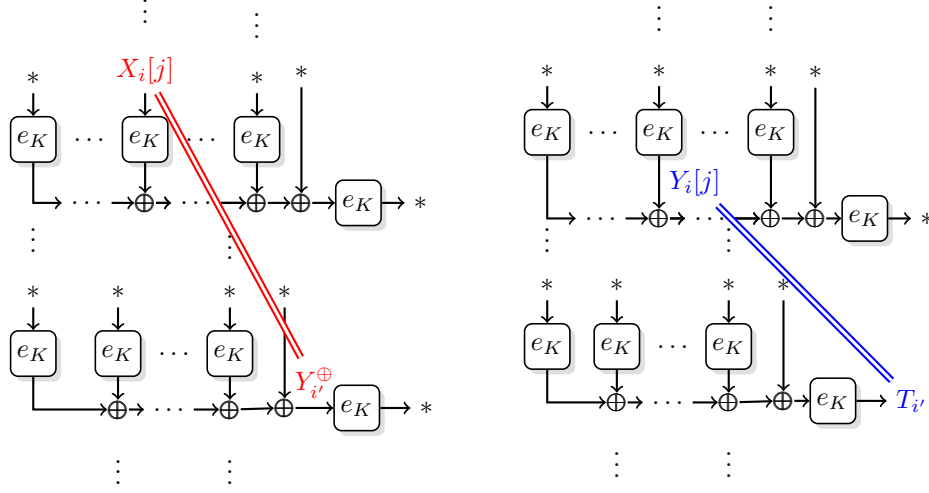 ⋮ ⋮
X_i[j]
* * *
e_K ⋯ e_K ⋯ e_K
⋯ ⊕ ⋯ ⊕ ⊕ e_K *
⋮ ⋮
* * * *
e_K e_K ⋯ e_K
Y_{i'}^⊕
⊕ ⋯ ⊕ ⊕ e_K *
⋮ ⋮
⋮ ⋮
* * * *
e_K ⋯ e_K ⋯ e_K
Y_i[j]
⋯ ⊕ ⋯ ⊕ ⊕ e_K *
⋮ ⋮
* * * *
e_K e_K ⋯ e_K
⊕ ⋯ ⊕ ⊕ e_K T_{i'}
⋮ ⋮